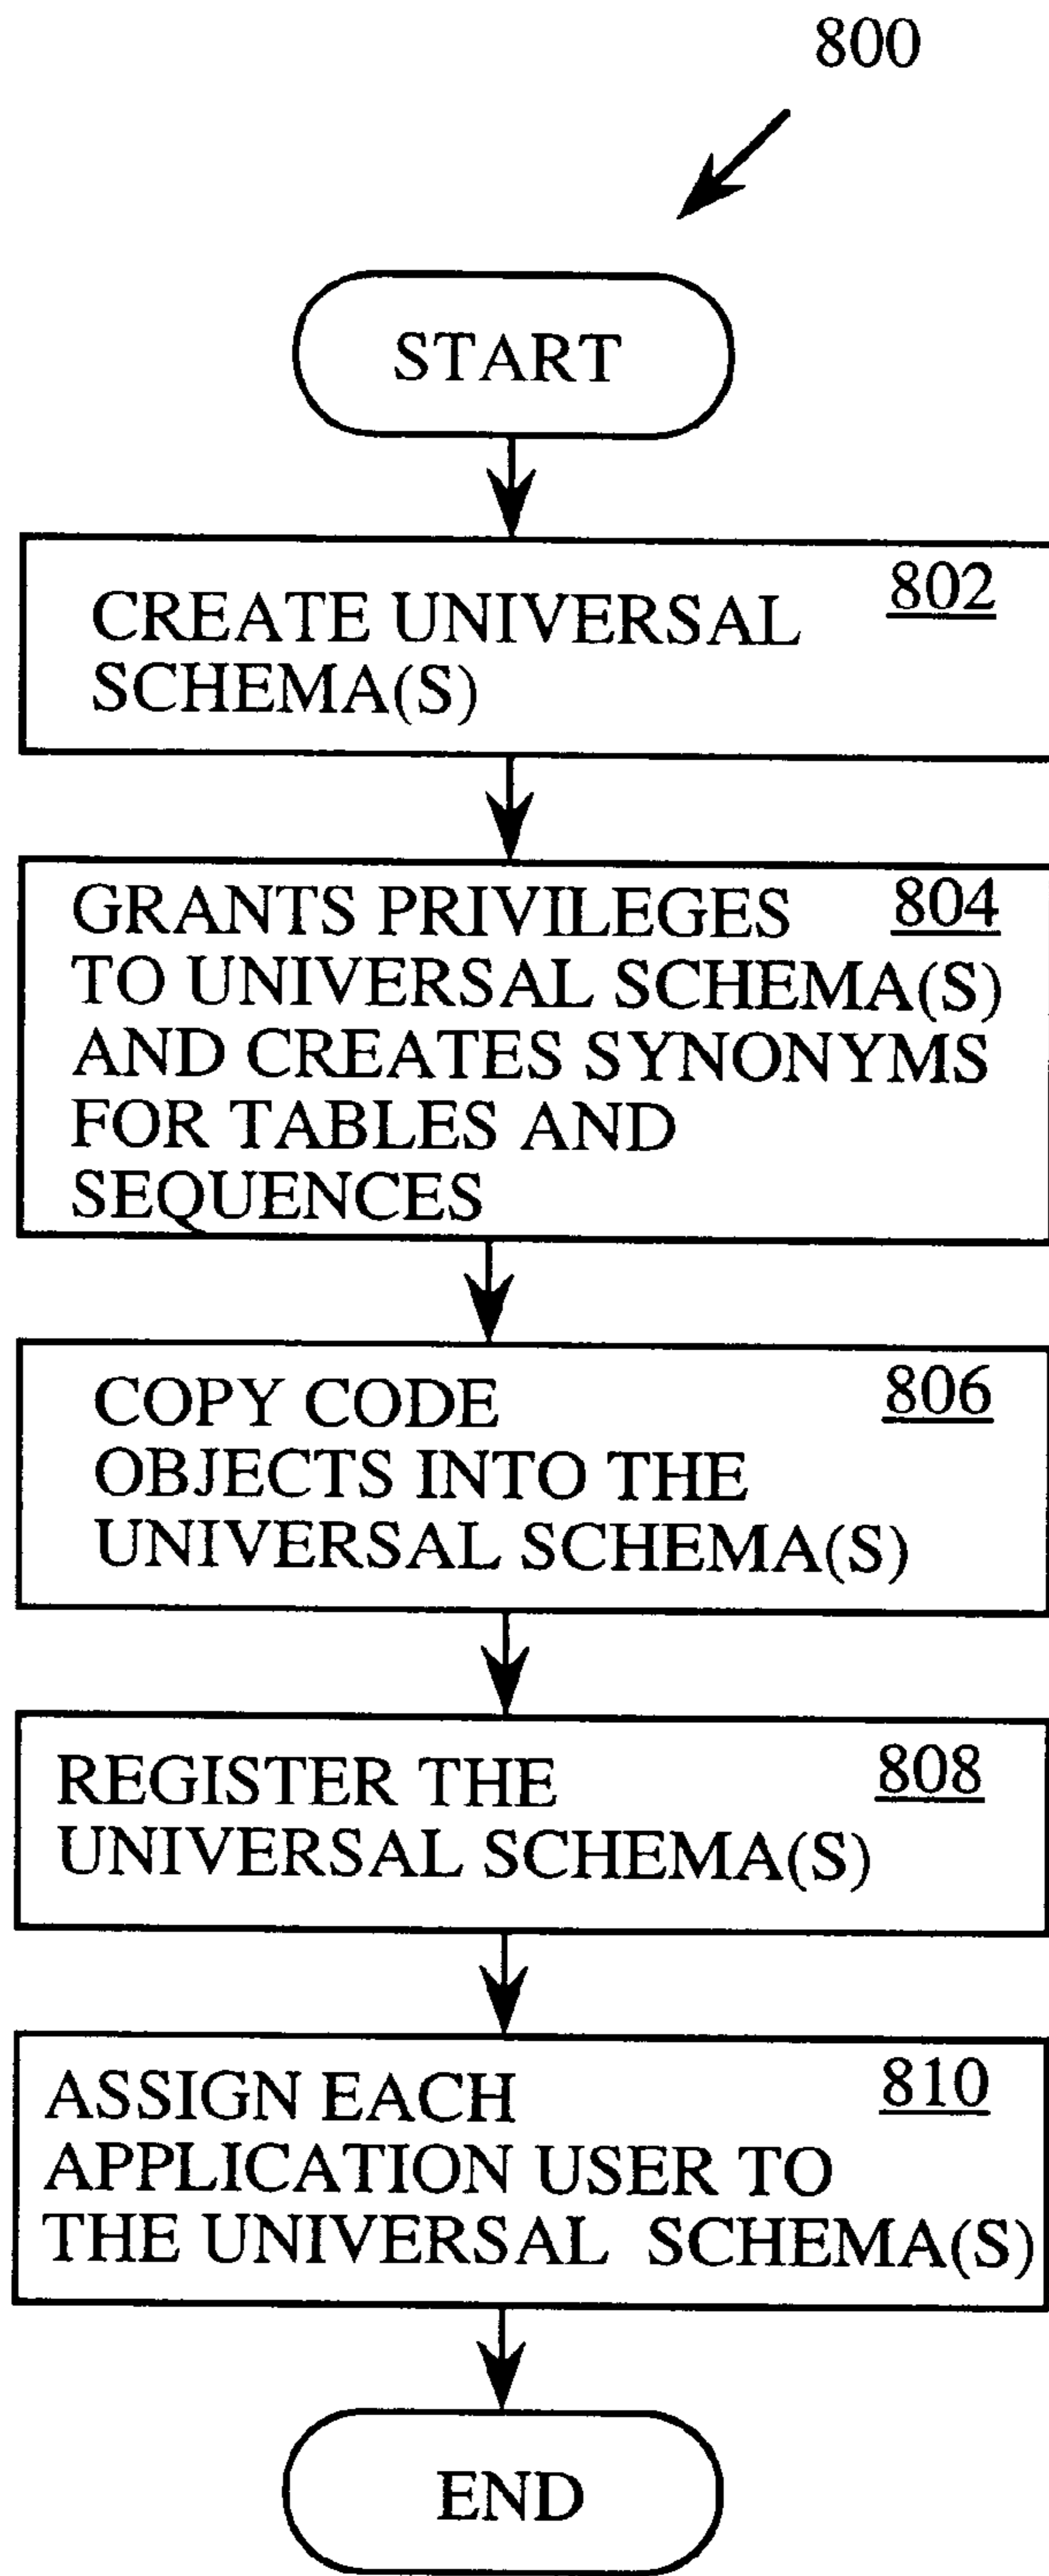 800
START
802
CREATE UNIVERSAL
SCHEMA(S)
GRANTS PRIVILEGES 804
TO UNIVERSAL SCHEMA(S)
AND CREATES SYNONYMS
FOR TABLES AND
SEQUENCES
COPY CODE 806
OBJECTS INTO THE
UNIVERSAL SCHEMA(S)
REGISTER THE 808
UNIVERSAL SCHEMA(S)
ASSIGN EACH 810
APPLICATION USER TO
THE UNIVERSAL SCHEMA(S)
END